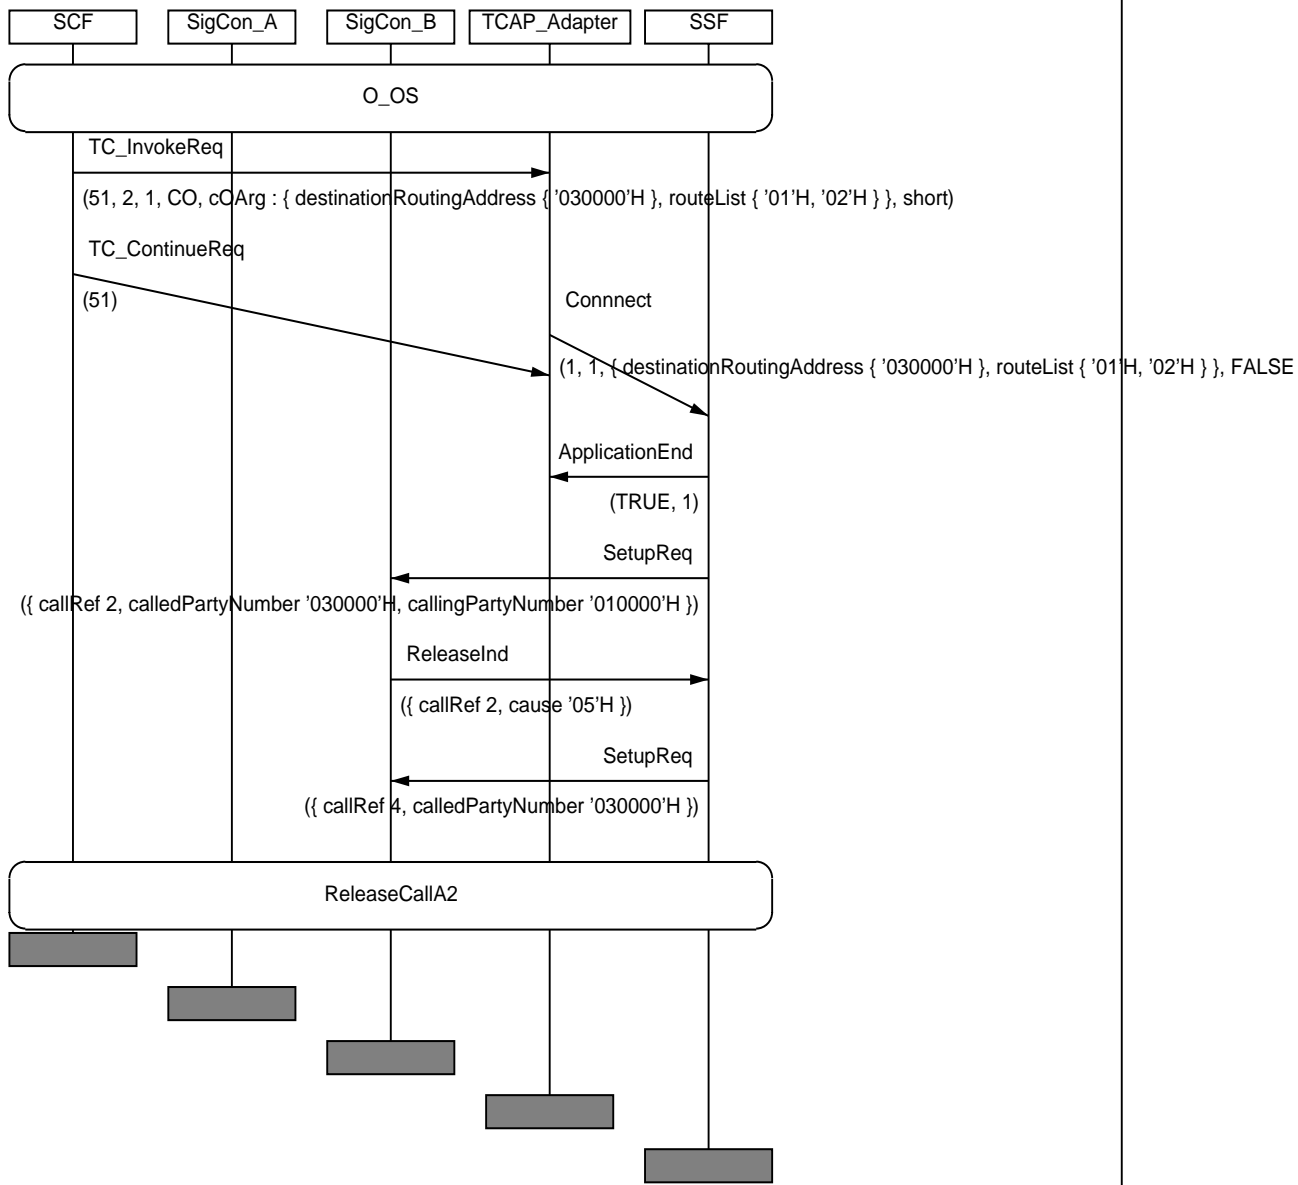 SCF SigCon_A SigCon_B TCAP_Adapter SSF
O_OS
TC_InvokeReq
(51, 2, 1, CO, cOArg : { destinationRoutingAddress { '030000'H }, routeList { '01'H, '02'H } }, short)
TC_ContinueReq
(51)
Connnect
(1, 1, { destinationRoutingAddress { '030000'H }, routeList { '01'H, '02'H } }, FALSE
ApplicationEnd
(TRUE, 1)
SetupReq
({ callRef 2, calledPartyNumber '030000'H, callingPartyNumber '010000'H })
ReleaseInd
({ callRef 2, cause '05'H })
SetupReq
({ callRef 4, calledPartyNumber '030000'H })
ReleaseCallA2